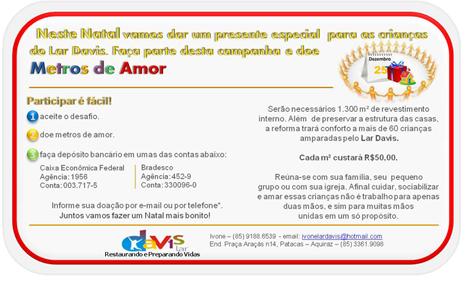 Neste Natal vamos dar um presente especial para as crianças
do Lar Davis. Faça parte desta campanha e doe
Metros de Amor
Dezembro
25
Participar é fácil!
1 aceite o desafio.
2 doe metros de amor.
3 faça depósito bancário em umas das contas abaixo:
Caixa Econômica Federal
Agência: 1956
Conta: 003.717-5
Bradesco
Agência: 452-9
Conta: 330096-0
Informe sua doação por e-mail ou portelefone*.
Juntos vamos fazer um Natal mais bonito!
Serão necessários 1.300 m² de revestimento
interno. Além de preservar a estrutura das casas,
a reforma trará conforto a mais de 60 crianças
amparadas pelo Lar Davis.
Cada m² custará R$50,00.
Reúna-se com sua família, seu pequeno
grupo ou com sua igreja. Afinal cuidar, sociabilizar
e amar essas crianças não é trabalho para apenas
duas mãos, e sim para muitas mãos
unidas em um só propósito.
davis
Lar
Restaurando e Preparando Vidas
Ivone – (85) 9188.6539 - email: ivonelardavis@hotmail.com
End. Praça Araçás n14, Patacas – Aquiraz – (85) 3361.9098